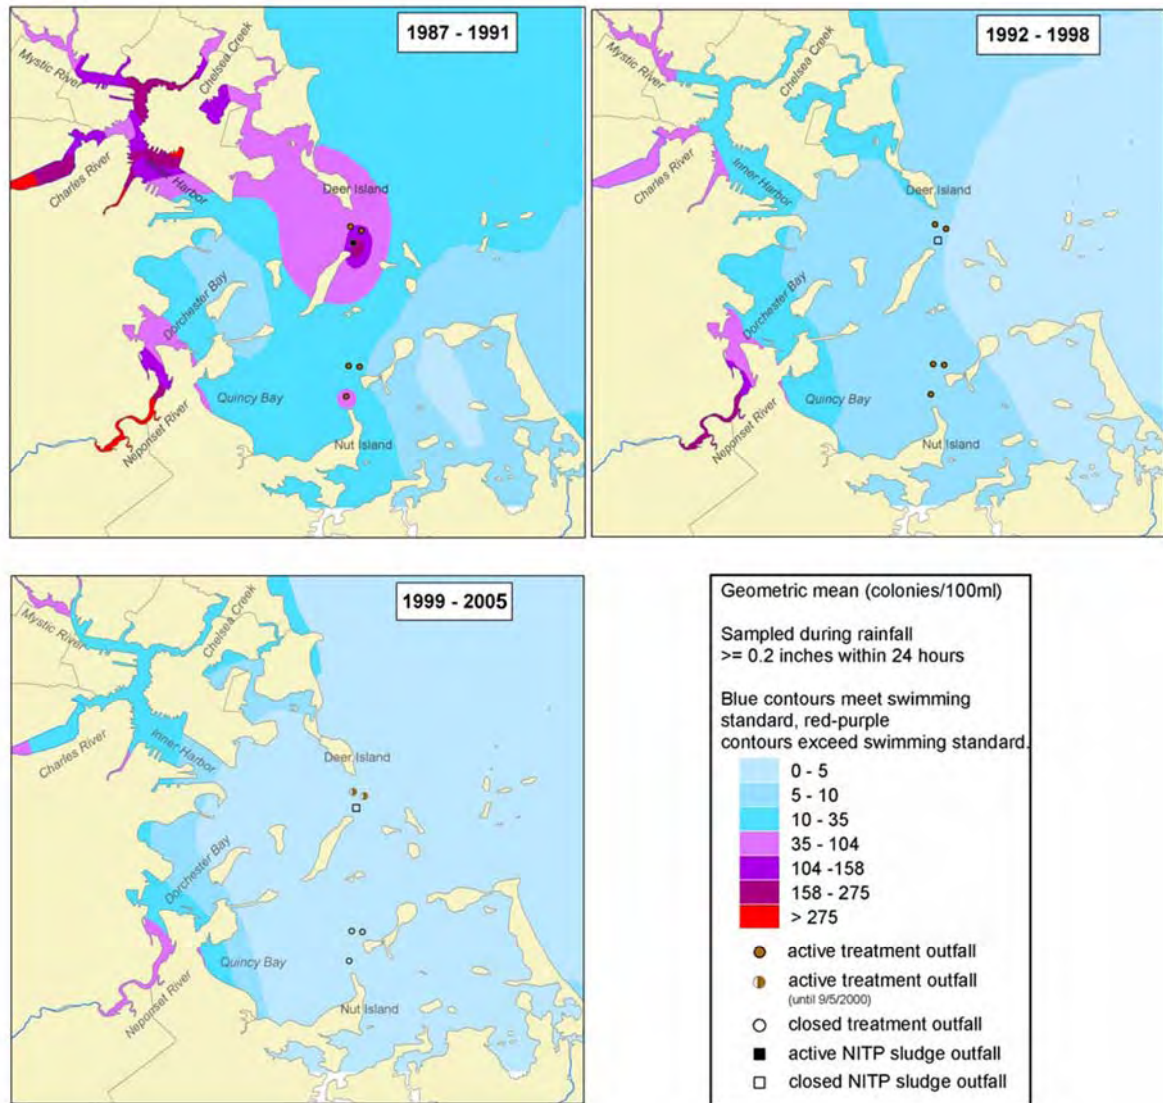 1987 - 1991
Mystic River
Chelsea Creek
Charles River
Harbor
Deer Island
Dorchester Bay
Quincy Bay
Neponset River
Nut Island
1992 - 1998
Mystic River
Chelsea Creek
Charles River
Inner Harbor
Deer Island
Dorchester Bay
Quincy Bay
Neponset River
Nut Island
1999 - 2005
Mystic River
Chelsea Creek
Charles River
Inner Harbor
Deer Island
Dorchester Bay
Quincy Bay
Neponset River
Nut Island
Geometric mean (colonies/100ml)
Sampled during rainfall
>= 0.2 inches within 24 hours
Blue contours meet swimming
standard, red-purple
contours exceed swimming standard.
0 - 5
5 - 10
10 - 35
35 - 104
104 -158
158 - 275
> 275
active treatment outfall
active treatment outfall
(until 9/5/2000)
closed treatment outfall
active NITP sludge outfall
closed NITP sludge outfall